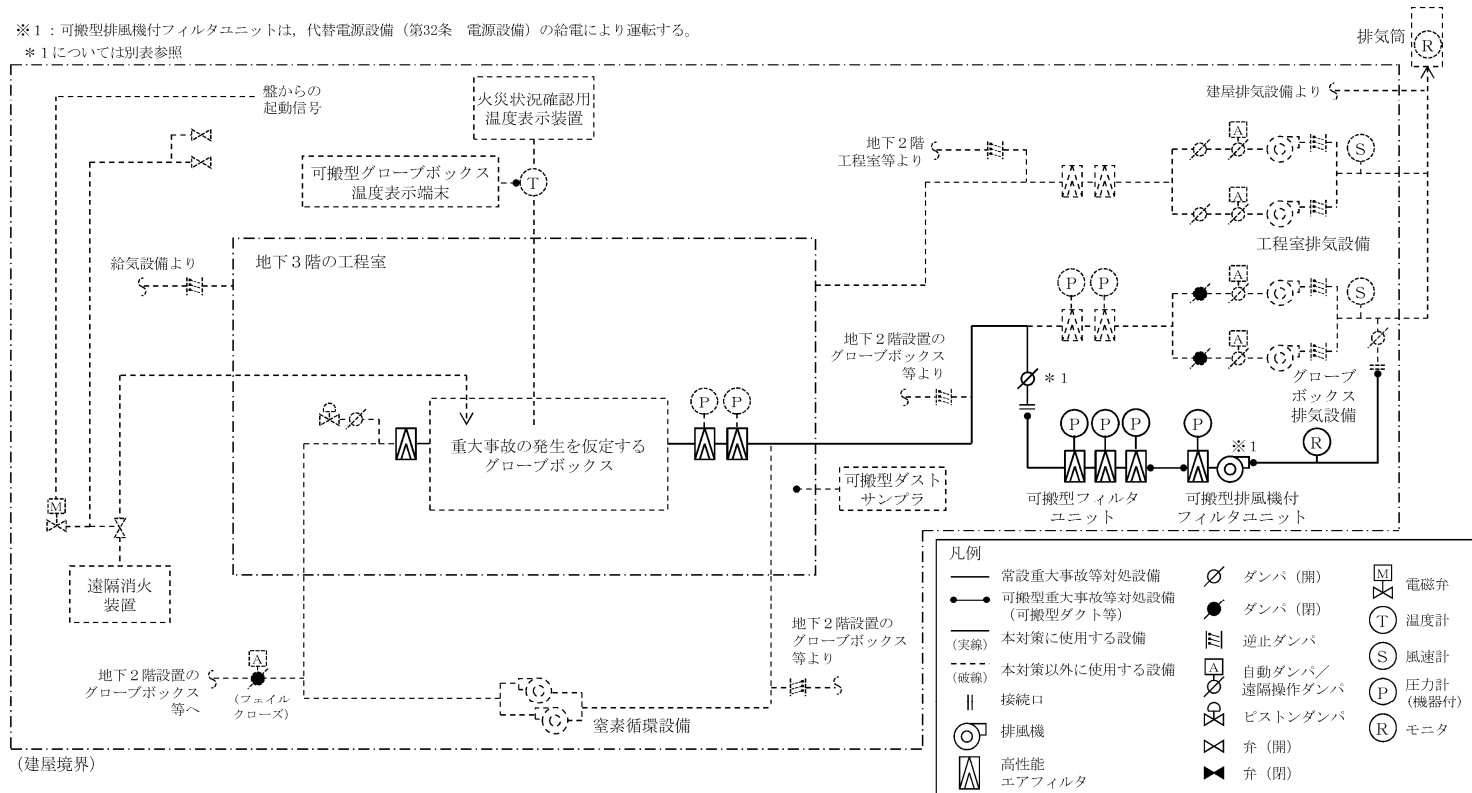 ※１：可搬型排風機付フィルタユニットは，代替電源設備（第32条　電源設備）の給電により運転する。
＊１については別表参照
排気筒
R
盤からの
起動信号
火災状況確認用
温度表示装置
可搬型グローブボックス
温度表示端末
T
建屋排気設備より
地下２階
工程室等より
A
S
A
工程室排気設備
給気設備より
地下３階の工程室
P
P
A
S
A
地下２階設置の
グローブボックス
等より
＊１
グローブ
ボックス
排気設備
P
P
重大事故の発生を仮定する
グローブボックス
P
P
P
P
※１
R
可搬型ダスト
サンプラ
可搬型フィルタ
ユニット
可搬型排風機付
フィルタユニット
M
遠隔消火
装置
地下２階設置の
グローブボックス
等へ
A
（フェイル
クローズ）
窒素循環設備
地下２階設置の
グローブボックス
等より
（建屋境界）
凡例
常設重大事故等対処設備
可搬型重大事故等対処設備
（可搬型ダクト等）
（実線）
本対策に使用する設備
（破線）
本対策以外に使用する設備
接続口
排風機
高性能
エアフィルタ
ダンパ（開）
ダンパ（閉）
逆止ダンパ
A
自動ダンパ／
遠隔操作ダンパ
ピストンダンパ
弁（開）
弁（閉）
M
電磁弁
T
温度計
S
風速計
P
圧力計
（機器付）
R
モニタ